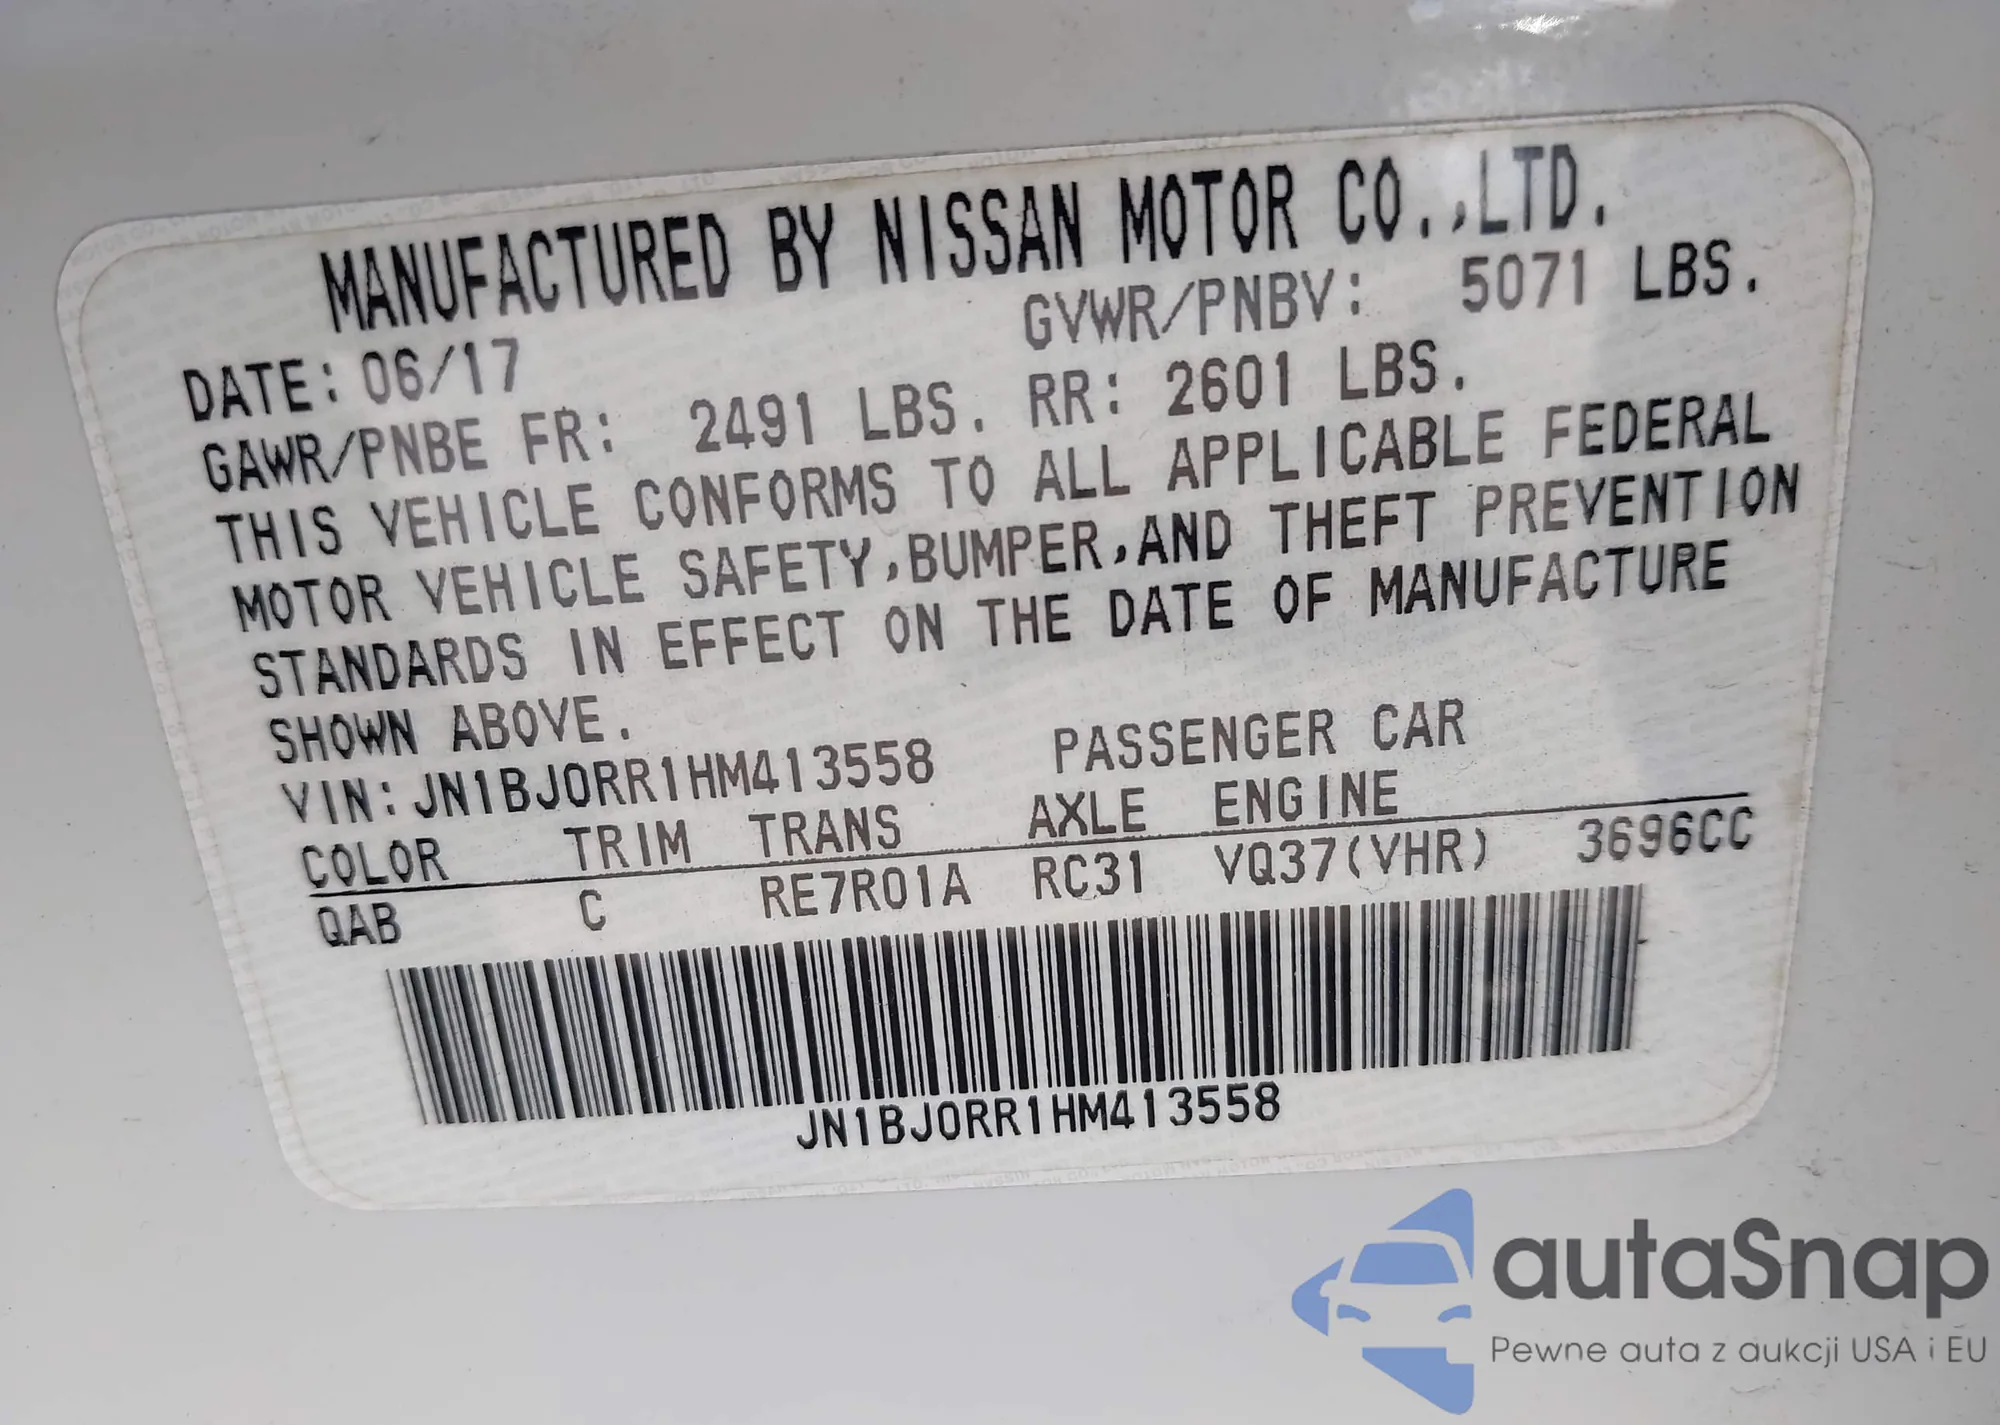 MANUFACTURED BY NISSAN MOTOR CO.,LTD.
DATE: 06/17 GVWR/PNBV: 5071 LBS.
GAWR/PNBE FR: 2491 LBS. RR: 2601 LBS.
THIS VEHICLE CONFORMS TO ALL APPLICABLE FEDERAL
MOTOR VEHICLE SAFETY,BUMPER,AND THEFT PREVENTION
STANDARDS IN EFFECT ON THE DATE OF MANUFACTURE
SHOWN ABOVE.
VIN:JN1BJ0RR1HM413558 PASSENGER CAR
COLOR TRIM TRANS AXLE ENGINE
QAB C RE7R01A RC31 VQ37(VHR) 3696CC
JN1BJ0RR1HM413558
autaSnap
Pewne auta z aukcji USA i EU